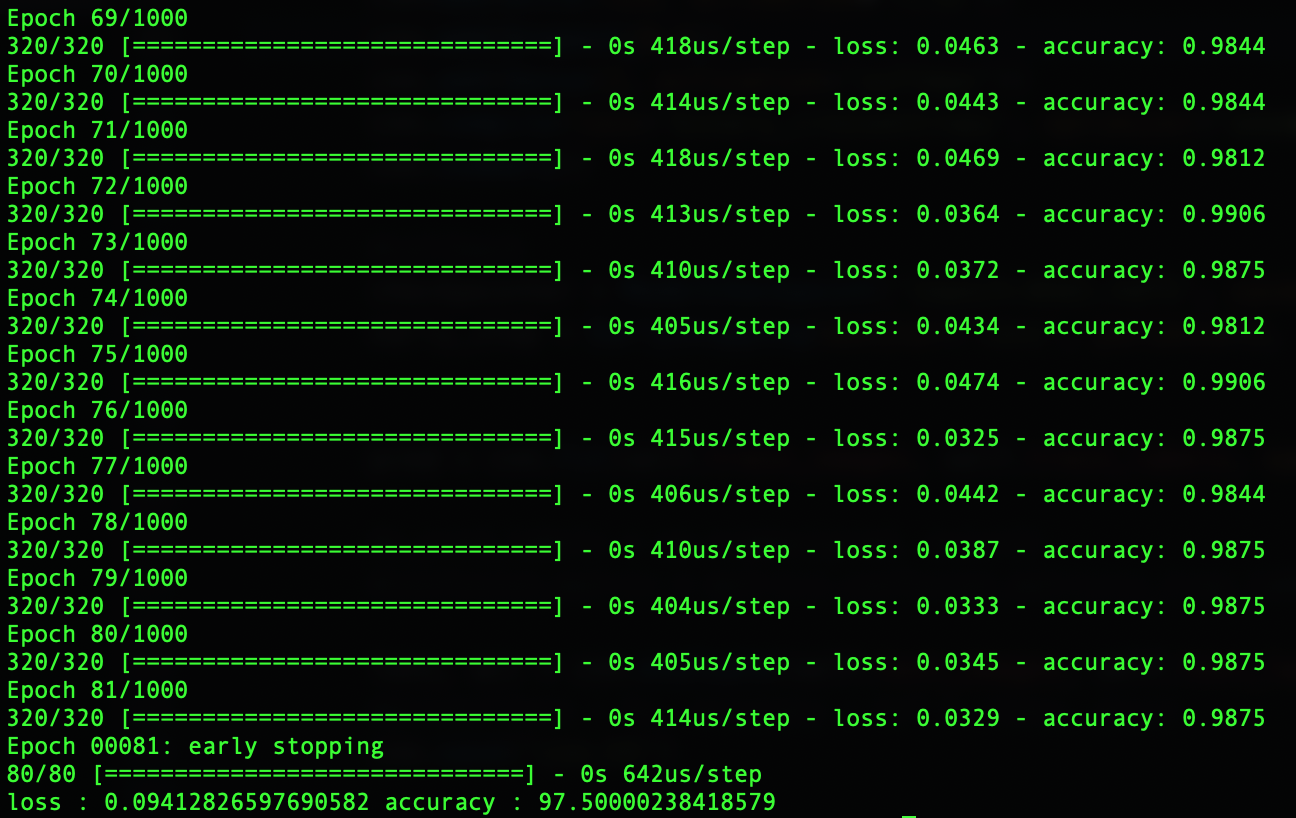 Epoch 69/1000
320/320 [==============================] - 0s 418us/step - loss: 0.0463 - accuracy: 0.9844
Epoch 70/1000
320/320 [==============================] - 0s 414us/step - loss: 0.0443 - accuracy: 0.9844
Epoch 71/1000
320/320 [==============================] - 0s 418us/step - loss: 0.0469 - accuracy: 0.9812
Epoch 72/1000
320/320 [==============================] - 0s 413us/step - loss: 0.0364 - accuracy: 0.9906
Epoch 73/1000
320/320 [==============================] - 0s 410us/step - loss: 0.0372 - accuracy: 0.9875
Epoch 74/1000
320/320 [==============================] - 0s 405us/step - loss: 0.0434 - accuracy: 0.9812
Epoch 75/1000
320/320 [==============================] - 0s 416us/step - loss: 0.0474 - accuracy: 0.9906
Epoch 76/1000
320/320 [==============================] - 0s 415us/step - loss: 0.0325 - accuracy: 0.9875
Epoch 77/1000
320/320 [==============================] - 0s 406us/step - loss: 0.0442 - accuracy: 0.9844
Epoch 78/1000
320/320 [==============================] - 0s 410us/step - loss: 0.0387 - accuracy: 0.9875
Epoch 79/1000
320/320 [==============================] - 0s 404us/step - loss: 0.0333 - accuracy: 0.9875
Epoch 80/1000
320/320 [==============================] - 0s 405us/step - loss: 0.0345 - accuracy: 0.9875
Epoch 81/1000
320/320 [==============================] - 0s 414us/step - loss: 0.0329 - accuracy: 0.9875
Epoch 00081: early stopping
80/80 [==============================] - 0s 642us/step
loss : 0.09412826597690582 accuracy : 97.50000238418579